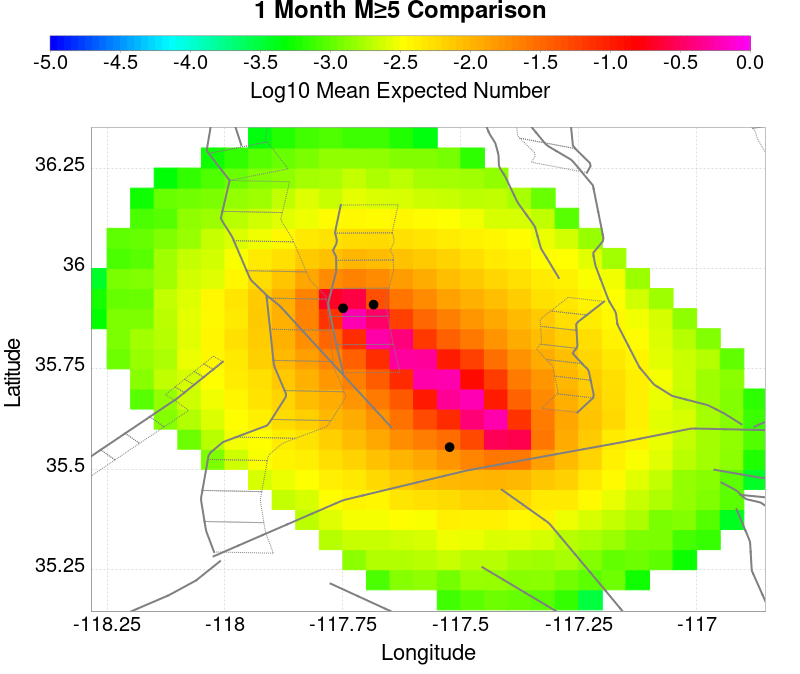 1 Month M≥5 Comparison
-5.0 -4.5 -4.0 -3.5 -3.0 -2.5 -2.0 -1.5 -1.0 -0.5 0.0
Log10 Mean Expected Number
36.25
36
35.75
35.5
35.25
Latitude
-118.25 -118 -117.75 -117.5 -117.25 -117
Longitude